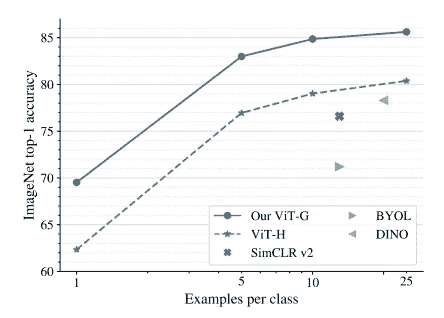 85
80
75
70
65
60
ImageNet top-1 accuracy
Our ViT-G
ViT-H
SimCLR v2
BYOL
DINO
1
5
10
25
Examples per class